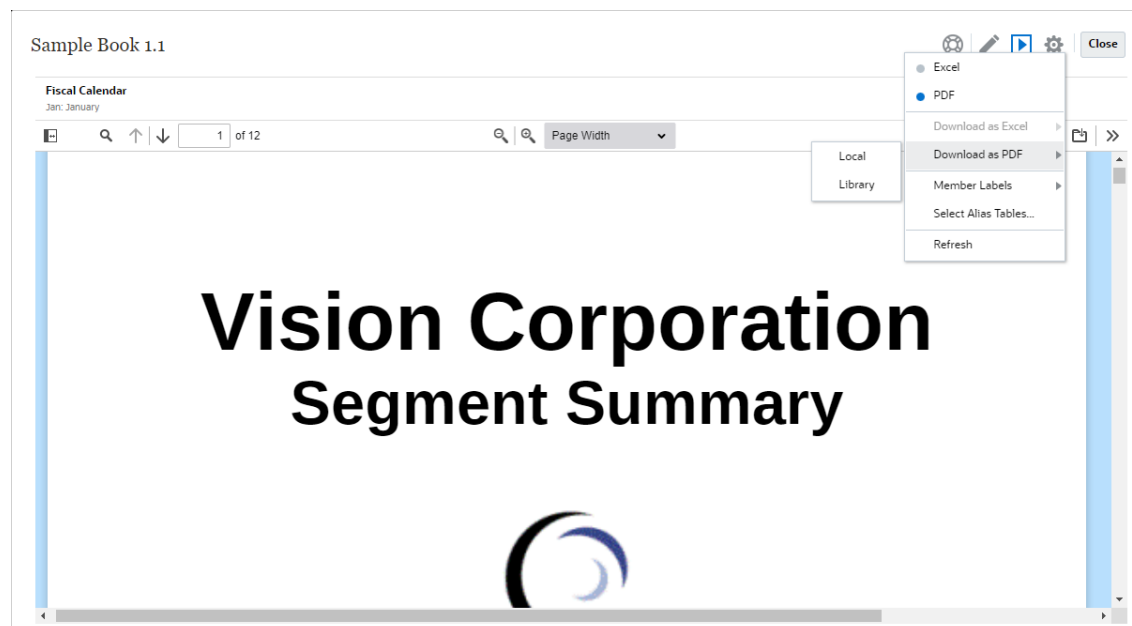 Sample Book 1.1
Close
Fiscal Calendar
Jan: January
1 of 12
Page Width
Excel
PDF
Download as Excel
Download as PDF
Local
Library
Member Labels
Select Alias Tables...
Refresh
Vision Corporation
Segment Summary